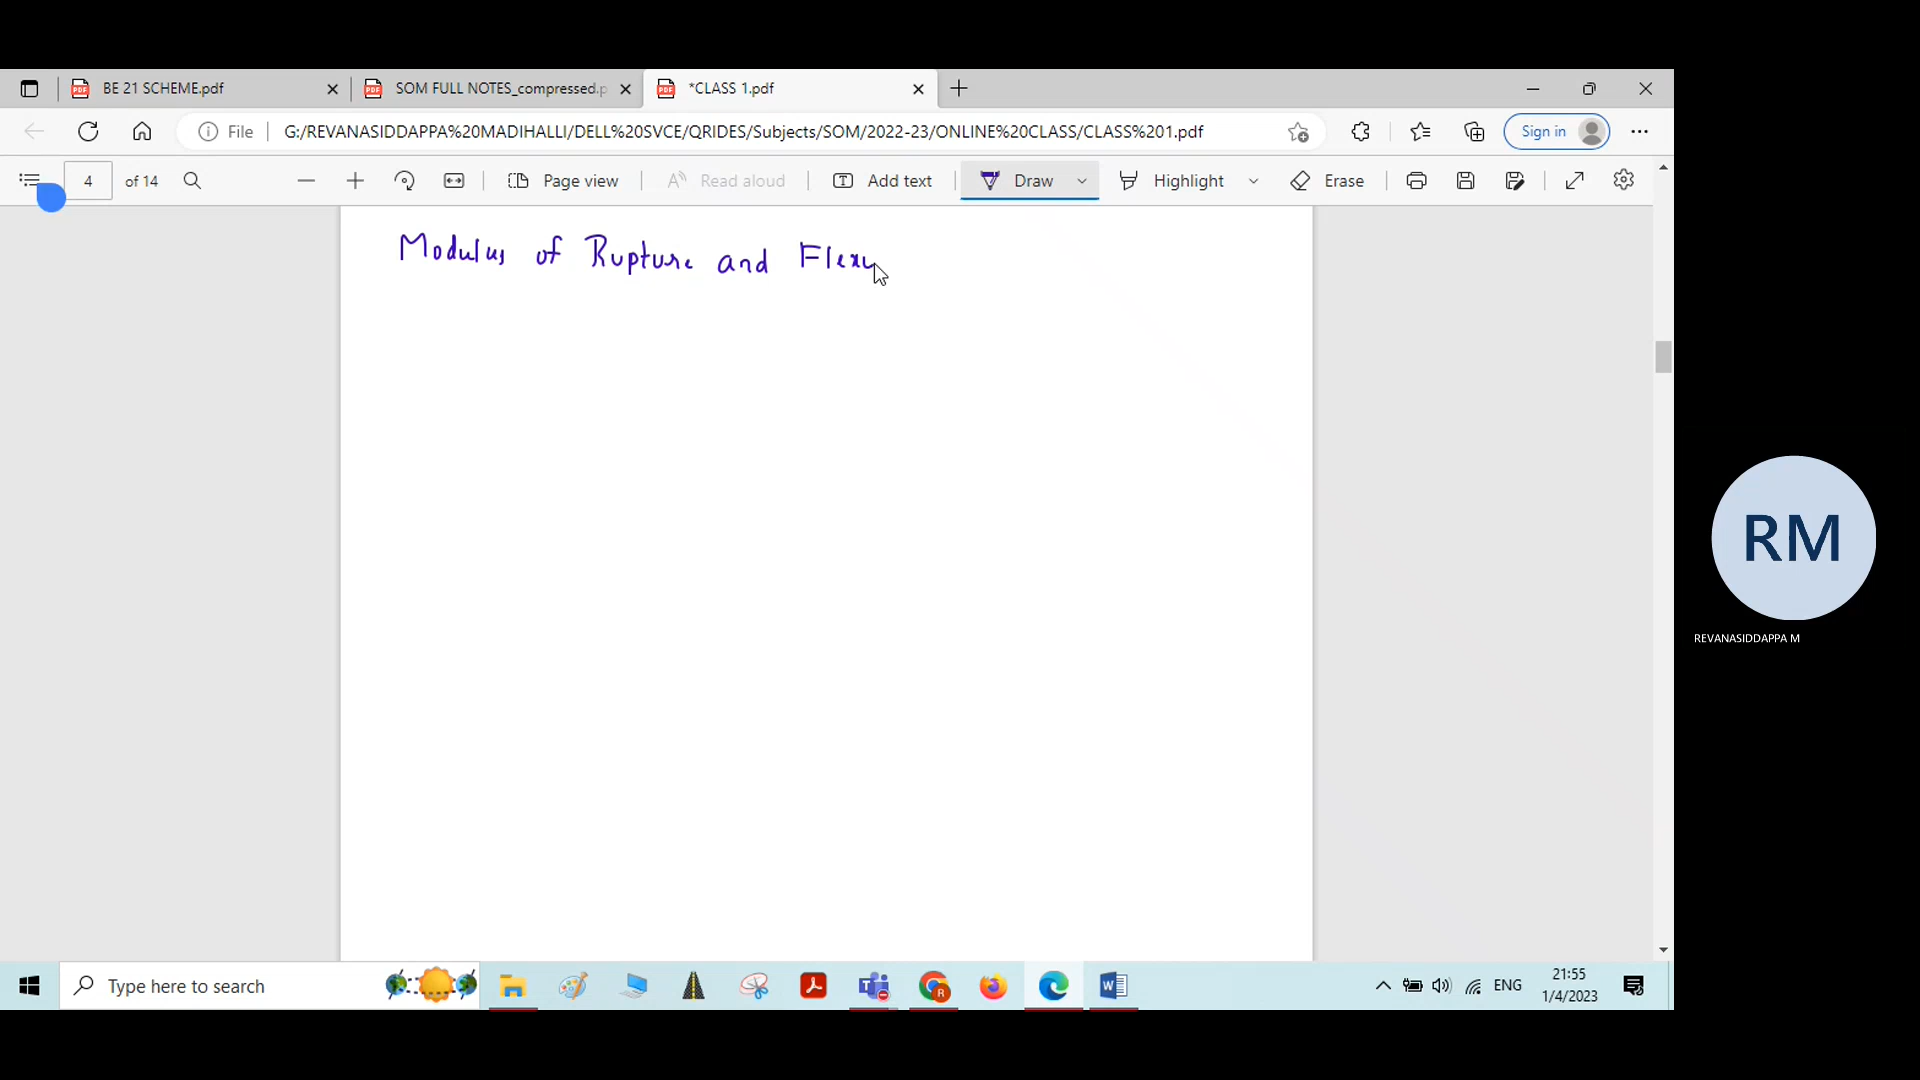 BE 21 SCHEME.pdf
SOM FULL NOTES_compressed.p
*CLASS 1.pdf
File
G:/REVANASIDDAPPA%20MADIHALLI/DELL%20SVCE/QRIDES/Subjects/SOM/2022-23/ONLINE%20CLASS/CLASS%201.pdf
Sign in
4 of 14
Page view
Read aloud
Add text
Draw
Highlight
Erase
Modulus of Rupture and Flexu
RM
REVANASIDDAPPA M
Type here to search
ENG
21:55
1/4/2023